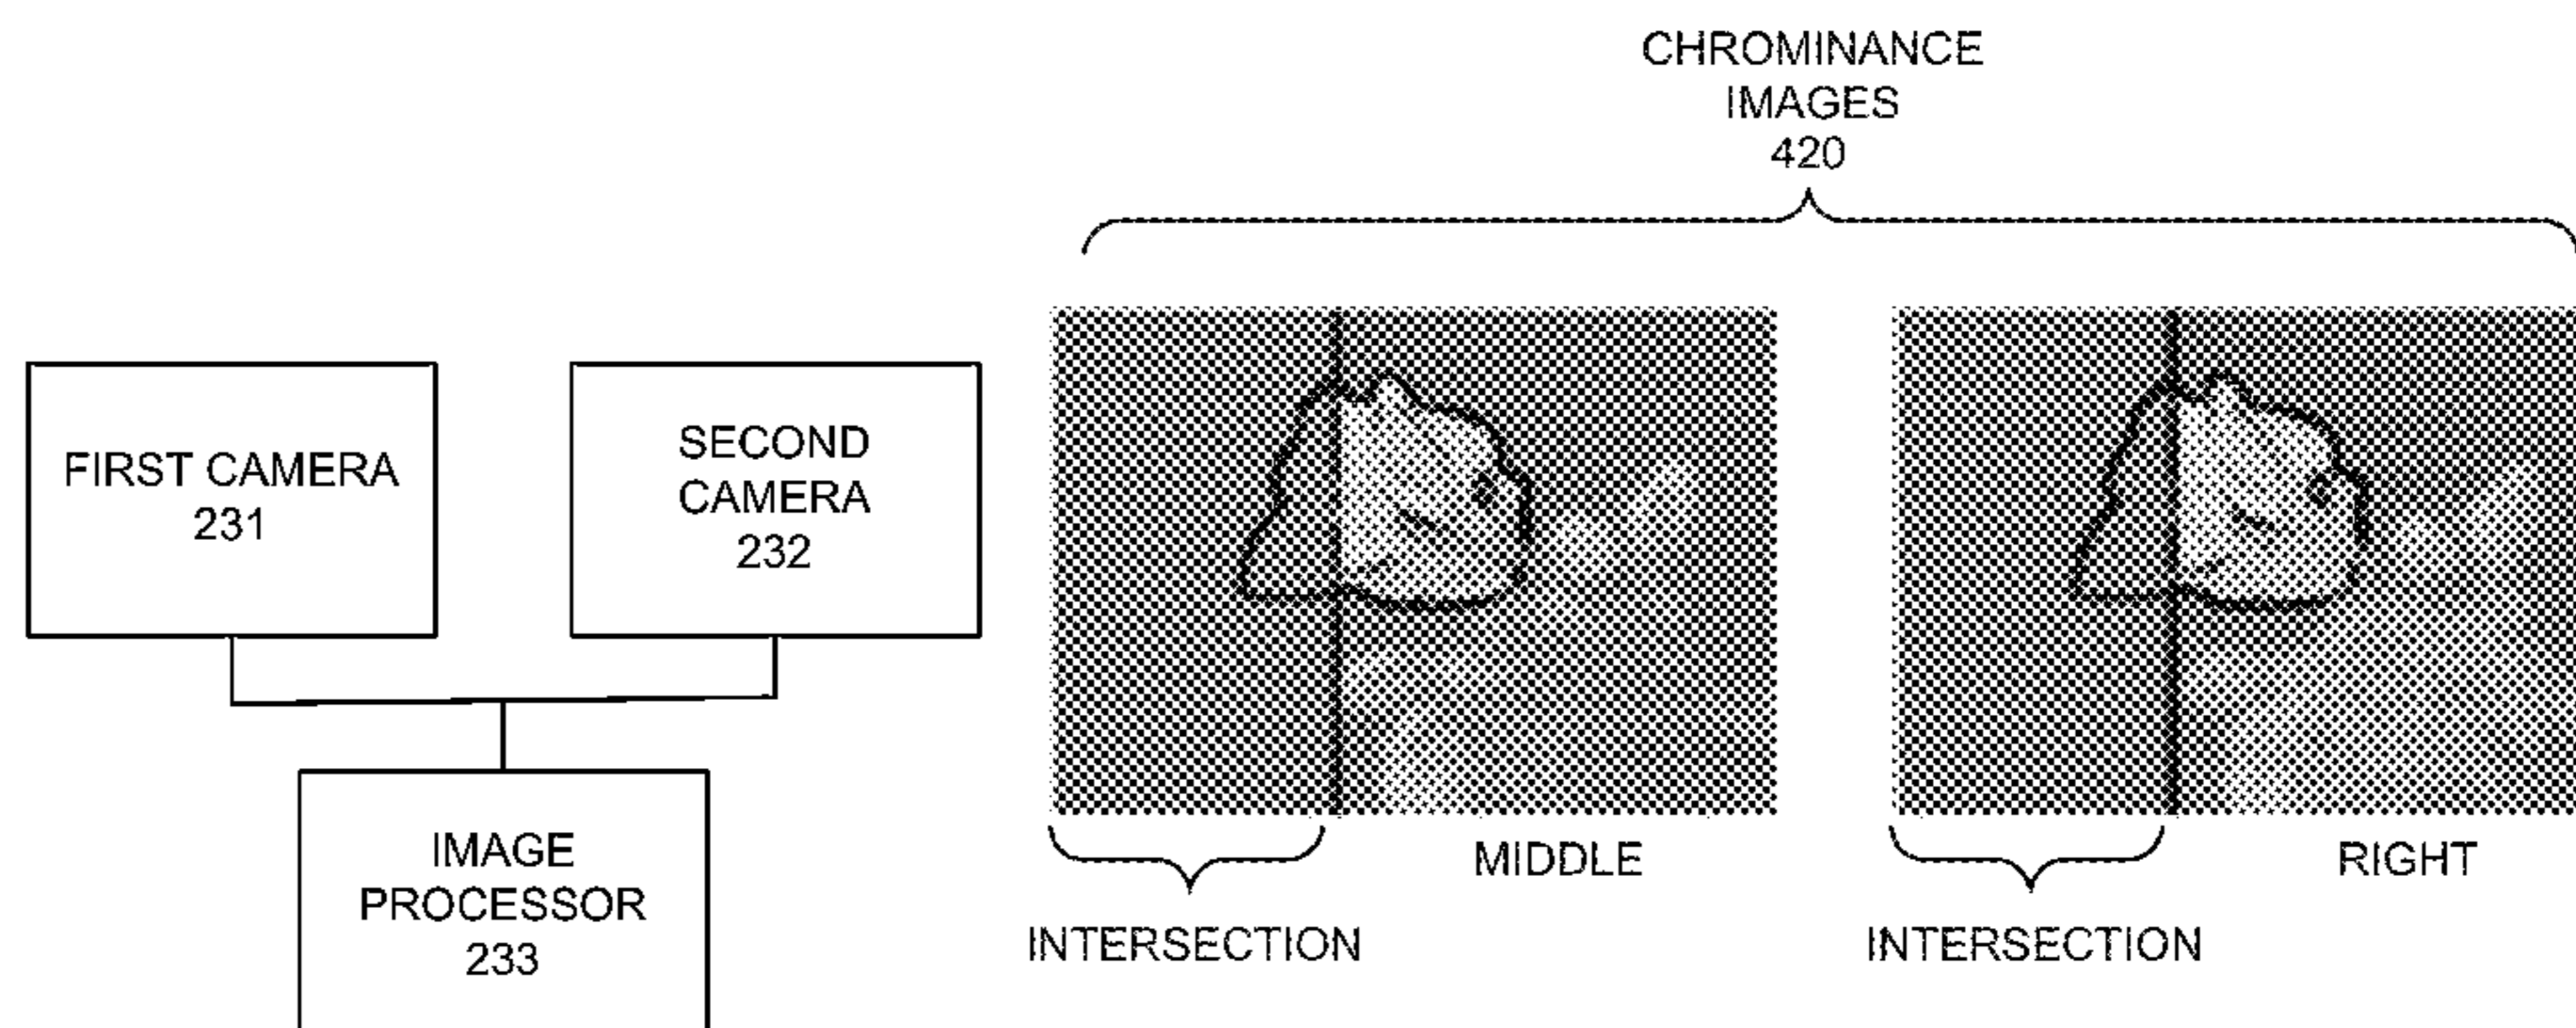 CHROMINANCE
IMAGES
420
FIRST CAMERA
231
SECOND
CAMERA
232
IMAGE
PROCESSOR
233
MIDDLE
RIGHT
INTERSECTION
INTERSECTION